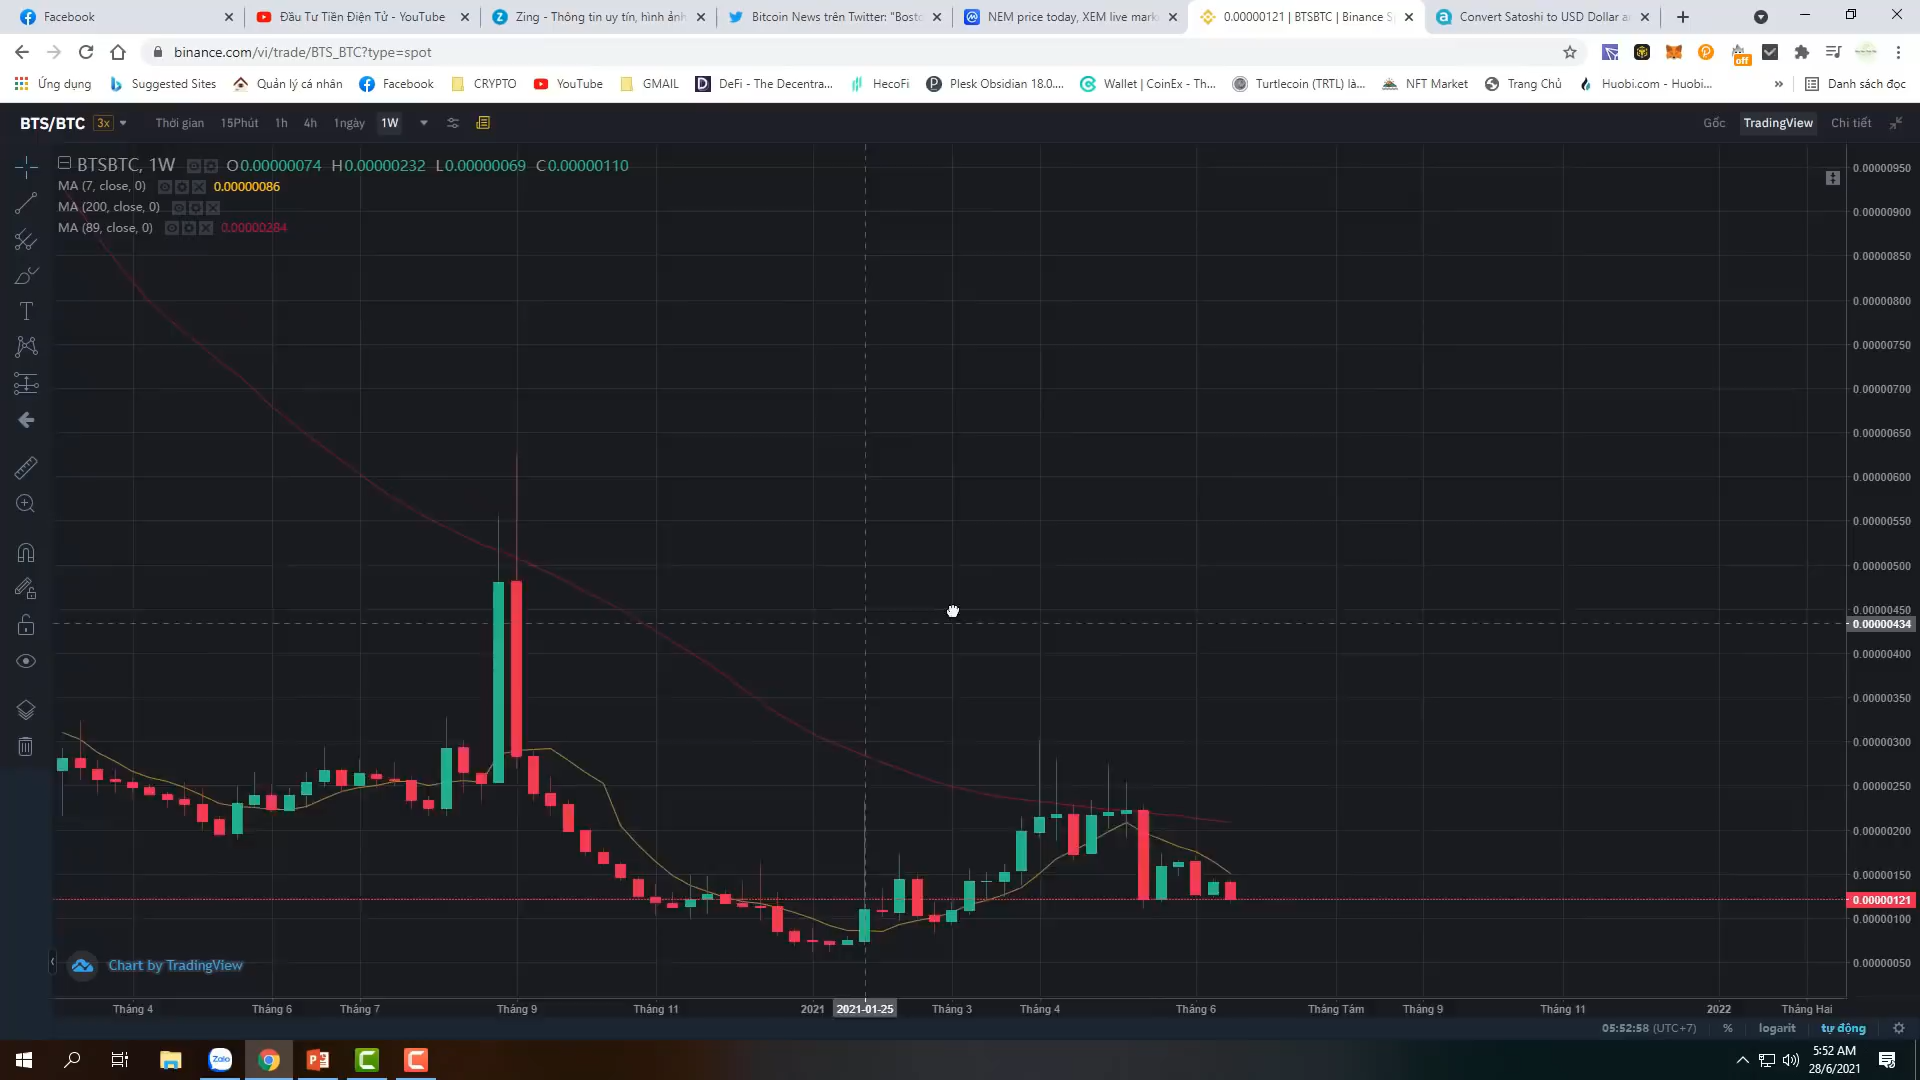 Facebook
Đầu Tư Tiền Điện Tử - YouTube
Zing - Thông tin uy tín, hình ảnh
Bitcoin News trên Twitter: "Bosto
NEM price today, XEM live mark
0.00000121 | BTSBTC | Binance S
Convert Satoshi to USD Dollar a
binance.com/vi/trade/BTS_BTC?type=spot
off
Ứng dụng
Suggested Sites
Quản lý cá nhân
Facebook
CRYPTO
YouTube
GMAIL
DeFi - The Decentra...
HecoFi
Plesk Obsidian 18.0....
Wallet | CoinEx - Th...
Turtlecoin (TRTL) là...
NFT Market
Trang Chủ
Huobi.com - Huobi...
»
Danh sách đọc
BTS/BTC 3x
Thời gian 15Phút 1h 4h 1ngày 1W
Gốc TradingView Chi tiết
BTSBTC, 1W O0.00000074 H0.00000232 L0.00000069 C0.00000110
MA (7, close, 0) 0.00000086
MA (200, close, 0)
MA (89, close, 0) 0.00000284
0.00000950
0.00000900
0.00000850
0.00000800
0.00000750
0.00000700
0.00000650
0.00000600
0.00000550
0.00000500
0.00000450
0.00000434
0.00000400
0.00000350
0.00000300
0.00000250
0.00000200
0.00000150
0.00000121
0.00000100
0.00000050
Chart by TradingView
Tháng 4 Tháng 6 Tháng 7 Tháng 9 Tháng 11 2021 2021-01-25 Tháng 3 Tháng 4 Tháng 6 Tháng Tám Tháng 9 Tháng 11 2022 Tháng Hai
05:52:58 (UTC+7) % logarit tự động
Zalo
5:52 AM
28/6/2021